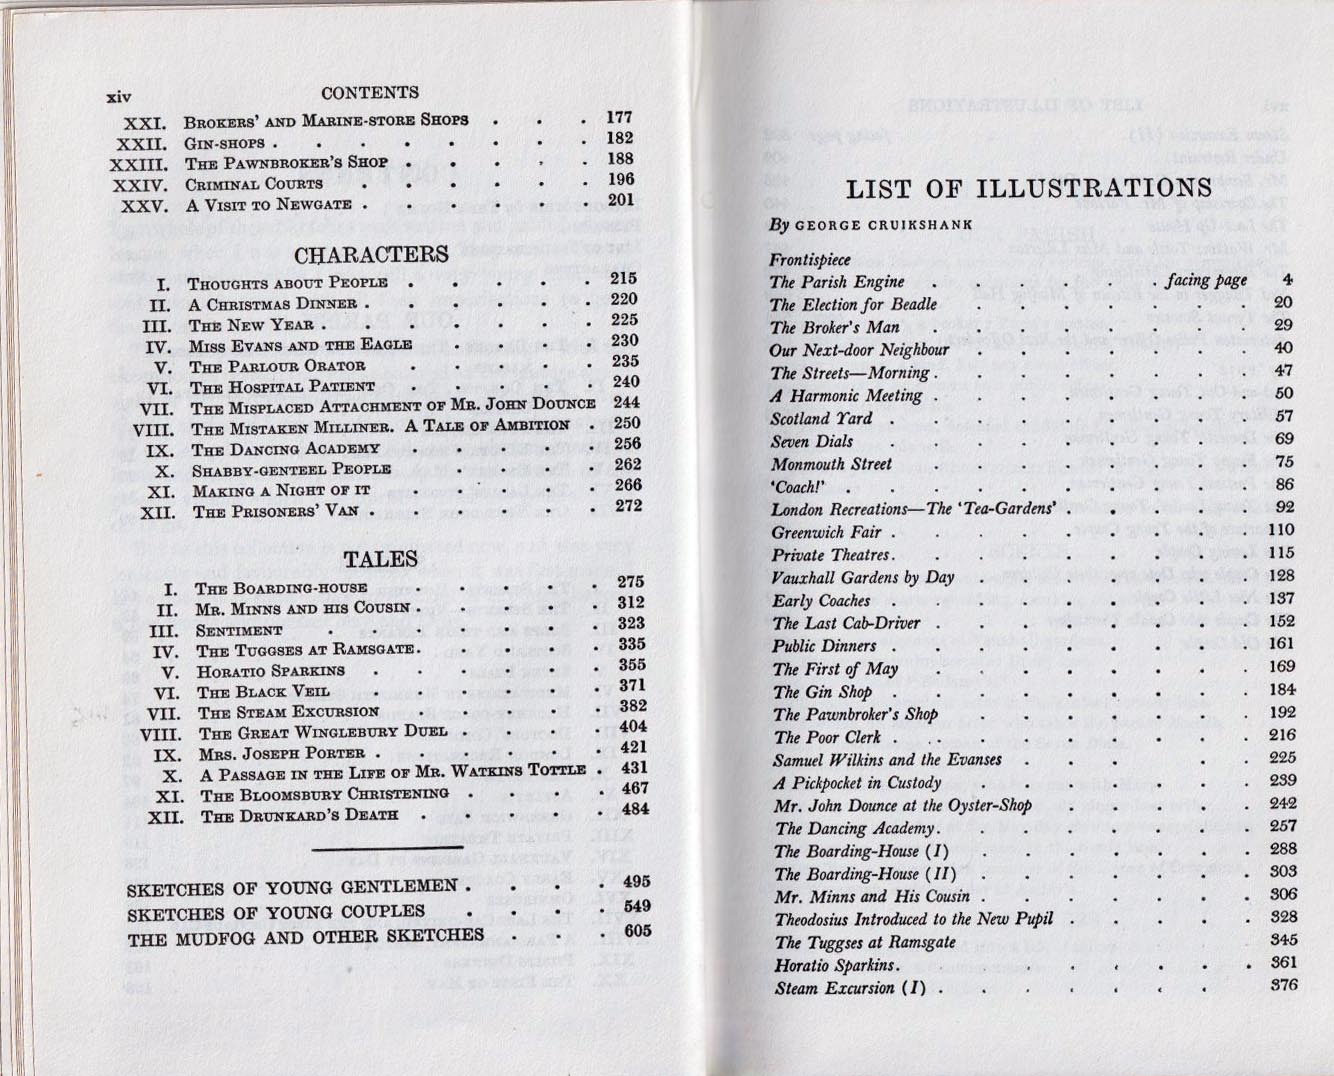 xiv CONTENTS
XXI. BROKERS' AND MARINE-STORE SHOPS . . . 177
XXII. GIN-SHOPS . . . . . . . . 182
XXIII. THE PAWNBROKER'S SHOP . . . . . 188
XXIV. CRIMINAL COURTS . . . . . . 196
XXV. A VISIT TO NEWGATE . . . . . . 201
CHARACTERS
I. THOUGHTS ABOUT PEOPLE . . . . . 215
II. A CHRISTMAS DINNER . . . . . . 220
III. THE NEW YEAR . . . . . . . 225
IV. MISS EVANS AND THE EAGLE . . . . 230
V. THE PARLOUR ORATOR . . . . . 235
VI. THE HOSPITAL PATIENT . . . . . 240
VII. THE MISPLACED ATTACHMENT OF MR. JOHN DOUNCE 244
VIII. THE MISTAKEN MILLINER. A TALE OF AMBITION . 250
IX. THE DANCING ACADEMY . . . . . 256
X. SHABBY-GENTEEL PEOPLE . . . . . 262
XI. MAKING A NIGHT OF IT . . . . . 266
XII. THE PRISONERS' VAN . . . . . . 272
TALES
I. THE BOARDING-HOUSE . . . . . 275
II. MR. MINNS AND HIS COUSIN . . . . . 312
III. SENTIMENT . . . . . . . 323
IV. THE TUGGSES AT RAMSGATE . . . . . 335
V. HORATIO SPARKINS . . . . . . 355
VI. THE BLACK VEIL . . . . . . 371
VII. THE STEAM EXCURSION . . . . . 382
VIII. THE GREAT WINGLEBURY DUEL . . . . 404
IX. MRS. JOSEPH PORTER . . . . . . 421
X. A PASSAGE IN THE LIFE OF MR. WATKINS TOTTLE . 431
XI. THE BLOOMSBURY CHRISTENING . . . . 467
XII. THE DRUNKARD'S DEATH . . . . . 484
SKETCHES OF YOUNG GENTLEMEN . . . . 495
SKETCHES OF YOUNG COUPLES . . . . 549
THE MUDFOG AND OTHER SKETCHES . . . 605
LIST OF ILLUSTRATIONS
By GEORGE CRUIKSHANK
Frontispiece
The Parish Engine . . . . . . facing page 4
The Election for Beadle . . . . . . . 20
The Broker's Man . . . . . . . . 29
Our Next-door Neighbour . . . . . . . 40
The Streets—Morning . . . . . . . . 47
A Harmonic Meeting . . . . . . . . 50
Scotland Yard . . . . . . . . . 57
Seven Dials . . . . . . . . . 69
Monmouth Street . . . . . . . . 75
'Coach!' . . . . . . . . . . 86
London Recreations—The 'Tea-Gardens' . . . . . 92
Greenwich Fair . . . . . . . . . 110
Private Theatres . . . . . . . . . 115
Vauxhall Gardens by Day . . . . . . . 128
Early Coaches . . . . . . . . . 137
The Last Cab-Driver . . . . . . . 152
Public Dinners . . . . . . . . . 161
The First of May . . . . . . . . 169
The Gin Shop . . . . . . . . . 184
The Pawnbroker's Shop . . . . . . . 192
The Poor Clerk . . . . . . . . . 216
Samuel Wilkins and the Evanses . . . . . 225
A Pickpocket in Custody . . . . . . . 239
Mr. John Dounce at the Oyster-Shop . . . . . 242
The Dancing Academy . . . . . . . . 257
The Boarding-House (I) . . . . . . . 288
The Boarding-House (II) . . . . . . . 303
Mr. Minns and His Cousin . . . . . . . 306
Theodosius Introduced to the New Pupil . . . . . 328
The Tuggses at Ramsgate . . . . . . . 345
Horatio Sparkins . . . . . . . . . 361
Steam Excursion (I) . . . . . . . . 376